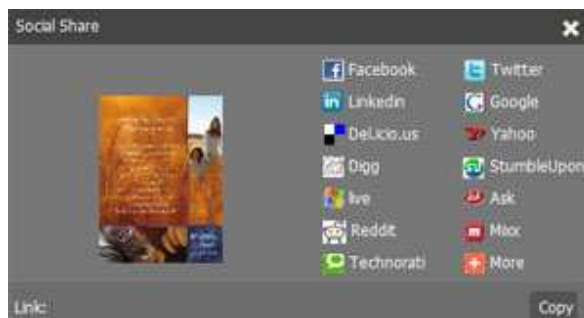 Social Share
Facebook
Twitter
Linkedin
Google
Del.icio.us
Yahoo
Digg
StumbleUpon
live
Ask
Reddit
Mixx
Technorati
More
Link:
Copy